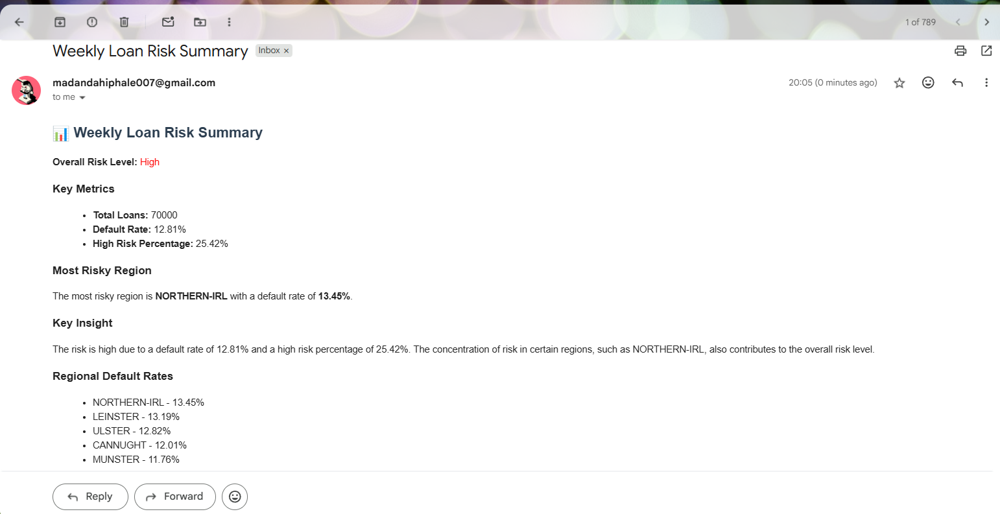 1 of 789
Weekly Loan Risk Summary Inbox ×
madandahiphale007@gmail.com 20:05 (0 minutes ago)
to me
Weekly Loan Risk Summary
Overall Risk Level: High
Key Metrics
• Total Loans: 70000
• Default Rate: 12.81%
• High Risk Percentage: 25.42%
Most Risky Region
The most risky region is NORTHERN-IRL with a default rate of 13.45%.
Key Insight
The risk is high due to a default rate of 12.81% and a high risk percentage of 25.42%. The concentration of risk in certain regions, such as NORTHERN-IRL, also contributes to the overall risk level.
Regional Default Rates
• NORTHERN-IRL - 13.45%
• LEINSTER - 13.19%
• ULSTER - 12.82%
• CANNUGHT - 12.01%
• MUNSTER - 11.76%
Reply Forward